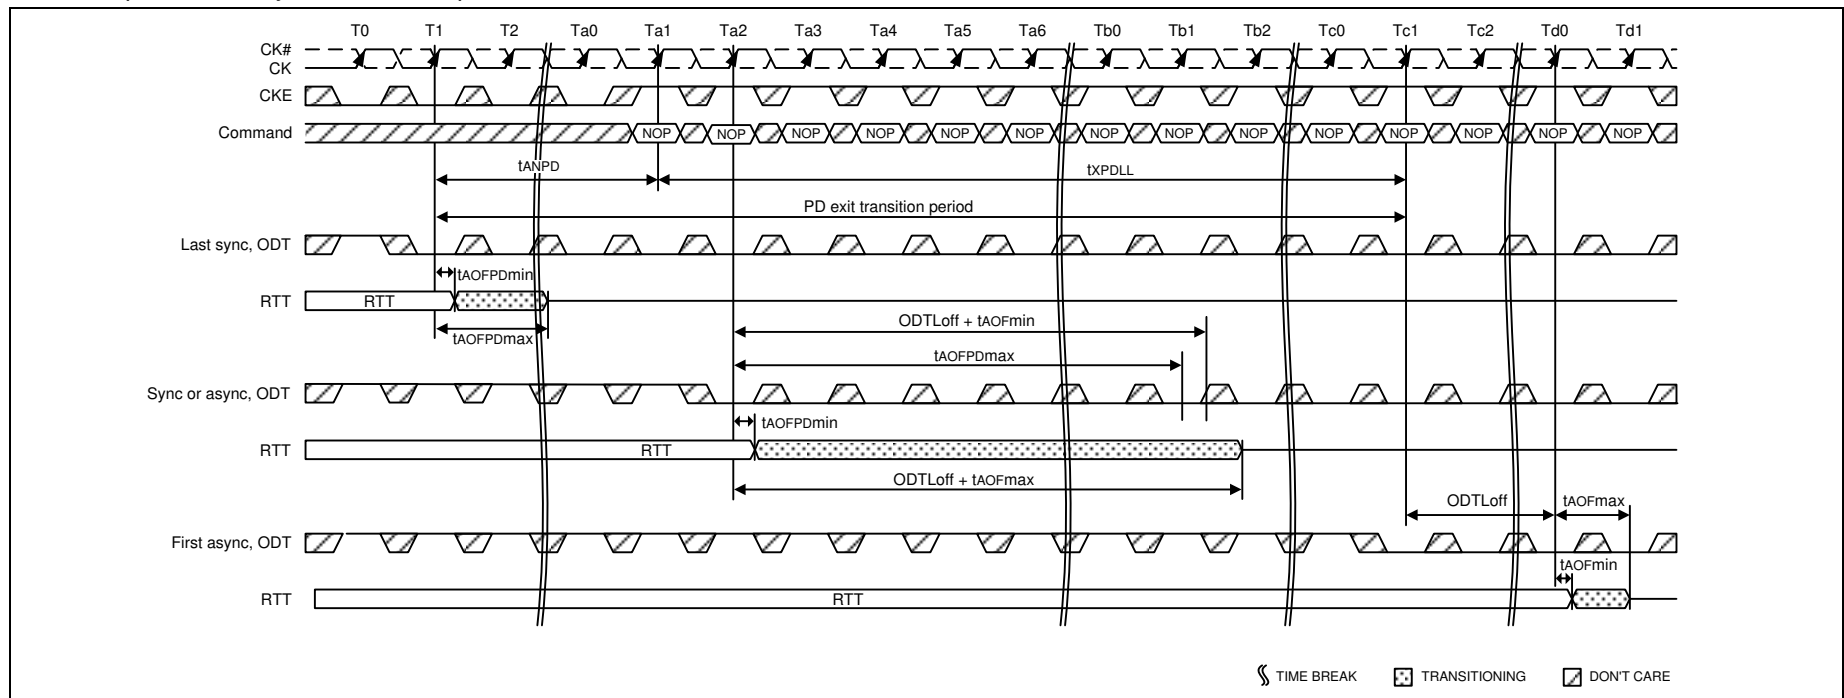 T0 T1 T2 Ta0 Ta1 Ta2 Ta3 Ta4 Ta5 Ta6 Tb0 Tb1 Tb2 Tc0 Tc1 Tc2 Td0 Td1
CK#
CK
CKE
Command NOP NOP NOP NOP NOP NOP NOP NOP NOP NOP NOP NOP NOP NOP
tANPD tXPDLL
PD exit transition period
Last sync, ODT
tAOFPDmin
RTT RTT
tAOFPDmax
ODTLoff + tAOFmin
tAOFPDmax
Sync or async, ODT
tAOFPDmin
RTT RTT
ODTLoff + tAOFmax
ODTLoff tAOFmax
First async, ODT
tAOFmin
RTT RTT
TIME BREAK TRANSITIONING DON'T CARE